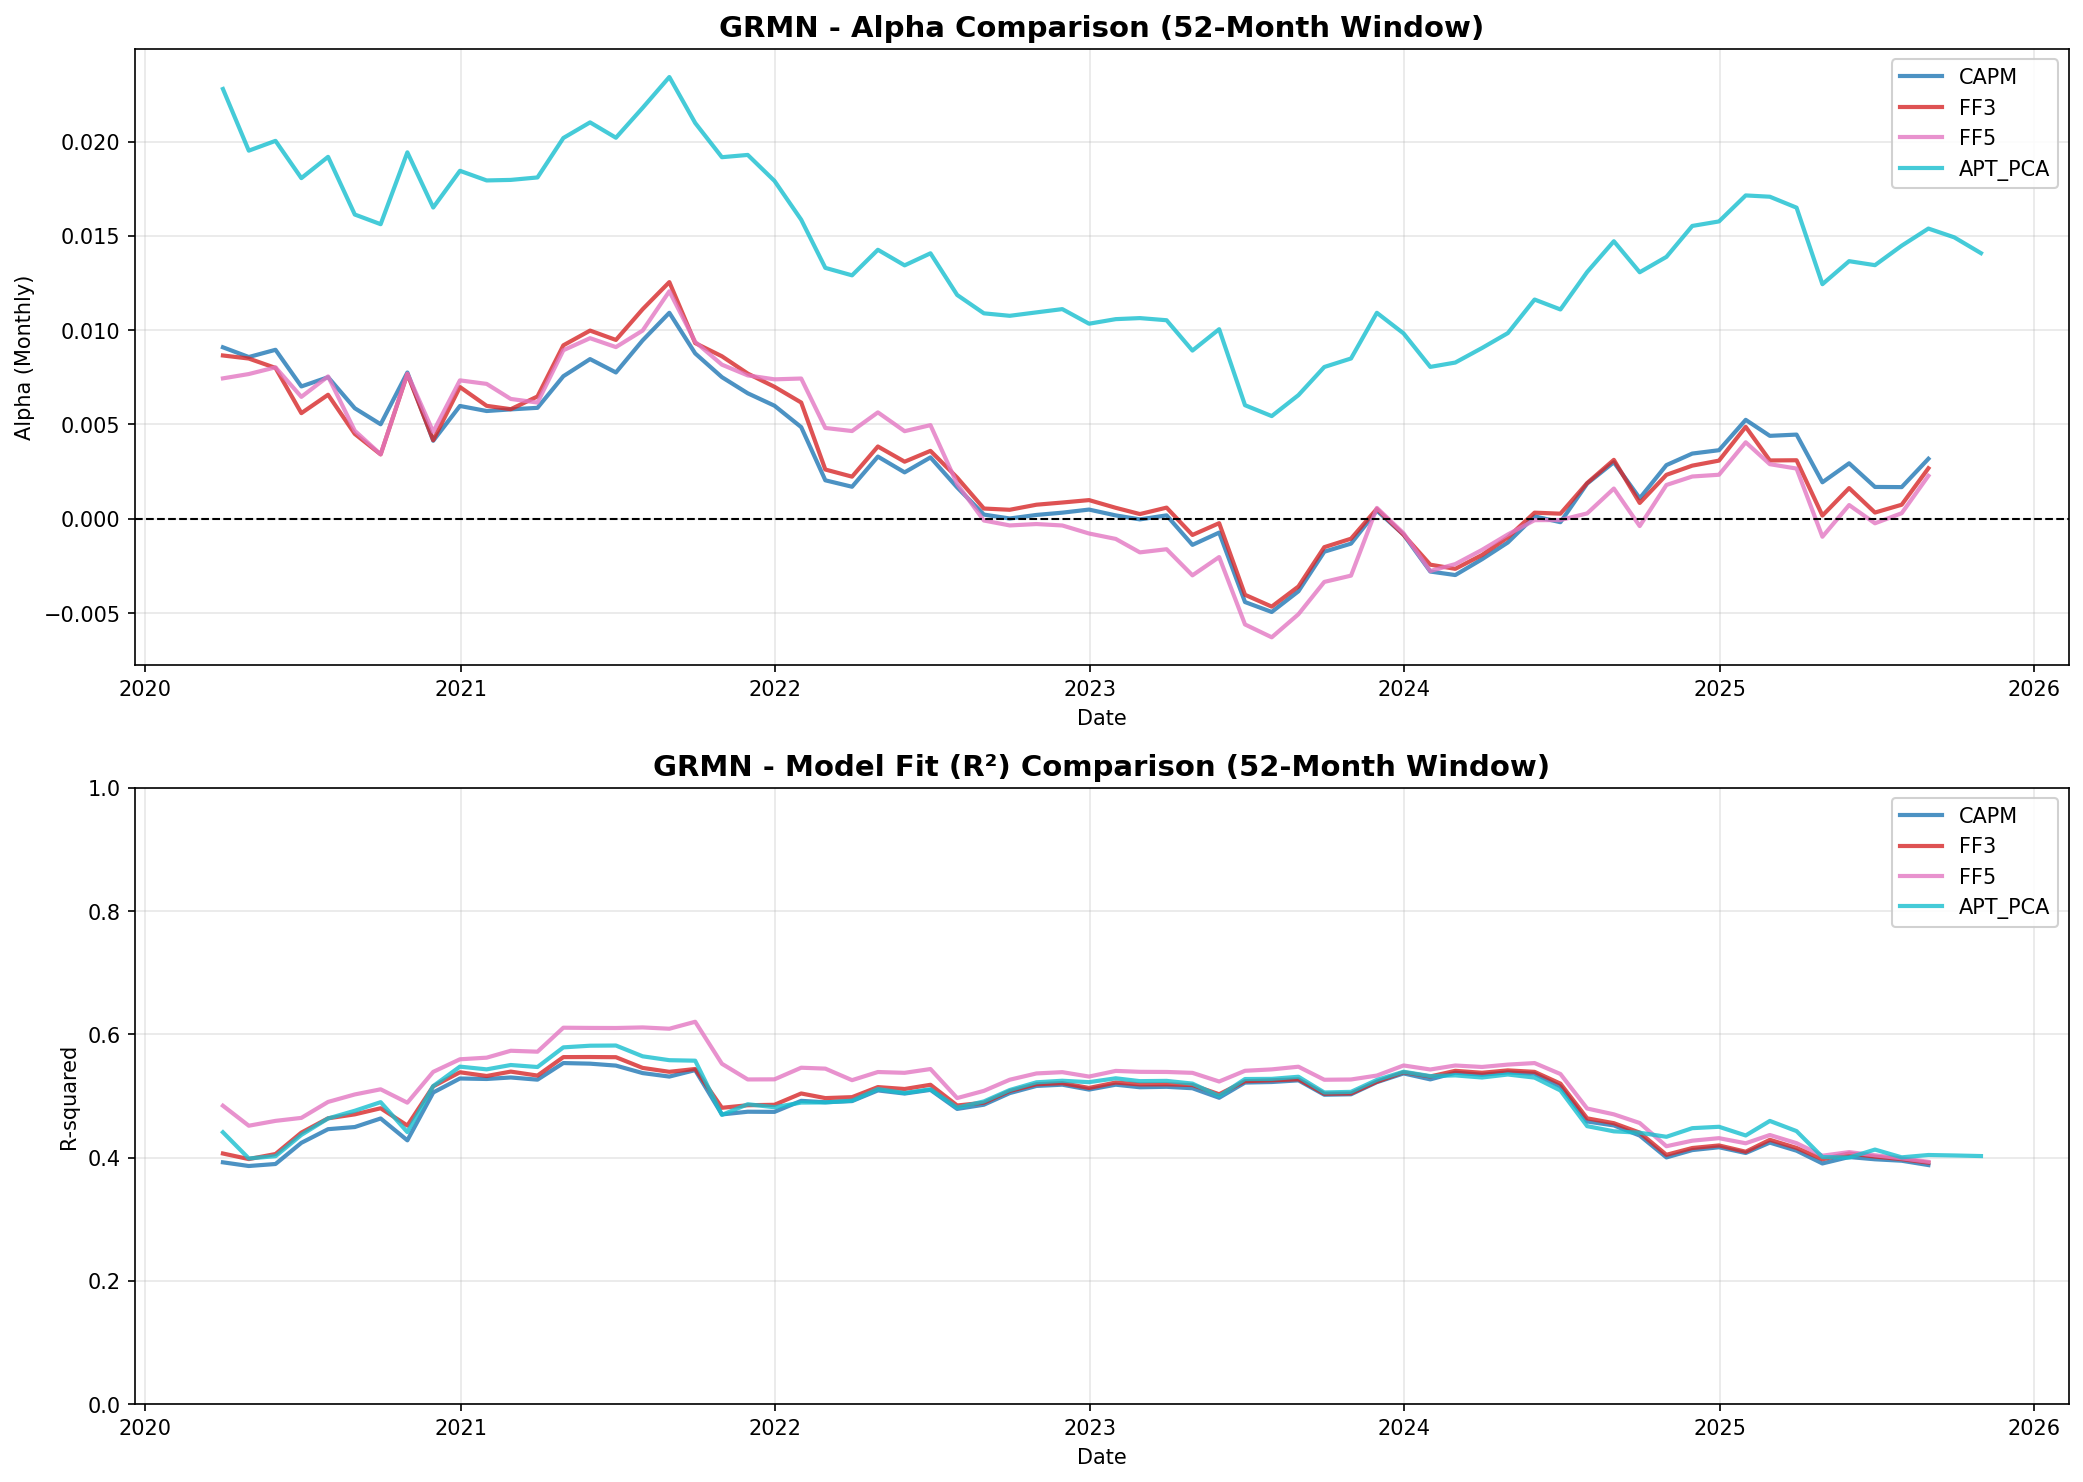 GRMN - Alpha Comparison (52-Month Window)
Alpha (Monthly)
0.020
0.015
0.010
0.005
0.000
−0.005
CAPM
FF3
FF5
APT_PCA
2020 2021 2022 2023 2024 2025 2026
Date
GRMN - Model Fit (R²) Comparison (52-Month Window)
R-squared
1.0
0.8
0.6
0.4
0.2
0.0
CAPM
FF3
FF5
APT_PCA
2020 2021 2022 2023 2024 2025 2026
Date